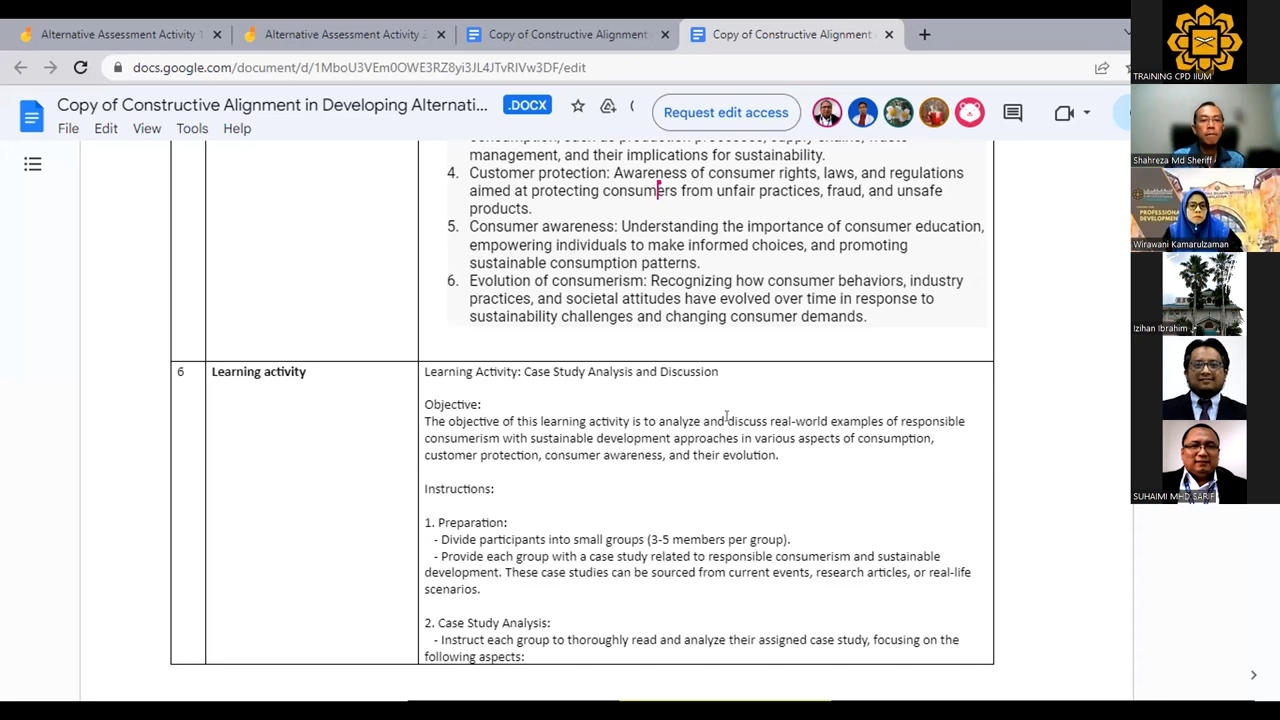 Alternative Assessment Activity
Alternative Assessment Activity
Copy of Constructive Alignment
Copy of Constructive Alignment
docs.google.com/document/d/1MboU3VEm0OWE3RZ8yi3JL4JTvRlVw3DF/edit
Copy of Constructive Alignment in Developing Alternati...
.DOCX
Request edit access
File Edit View Tools Help
management, and their implications for sustainability.
4. Customer protection: Awareness of consumer rights, laws, and regulations
aimed at protecting consumers from unfair practices, fraud, and unsafe
products.
5. Consumer awareness: Understanding the importance of consumer education,
empowering individuals to make informed choices, and promoting
sustainable consumption patterns.
6. Evolution of consumerism: Recognizing how consumer behaviors, industry
practices, and societal attitudes have evolved over time in response to
sustainability challenges and changing consumer demands.
6 Learning activity
Learning Activity: Case Study Analysis and Discussion
Objective:
The objective of this learning activity is to analyze and discuss real-world examples of responsible
consumerism with sustainable development approaches in various aspects of consumption,
customer protection, consumer awareness, and their evolution.
Instructions:
1. Preparation:
- Divide participants into small groups (3-5 members per group).
- Provide each group with a case study related to responsible consumerism and sustainable
development. These case studies can be sourced from current events, research articles, or real-life
scenarios.
2. Case Study Analysis:
- Instruct each group to thoroughly read and analyze their assigned case study, focusing on the
following aspects:
TRAINING CPD IIUM
Shahreza Md Sheriff
PROFESSIONAL
DEVELOPMENT
Wirawani Kamarulzaman
Izihan Ibrahim
SUHAIMI MHD SARIF